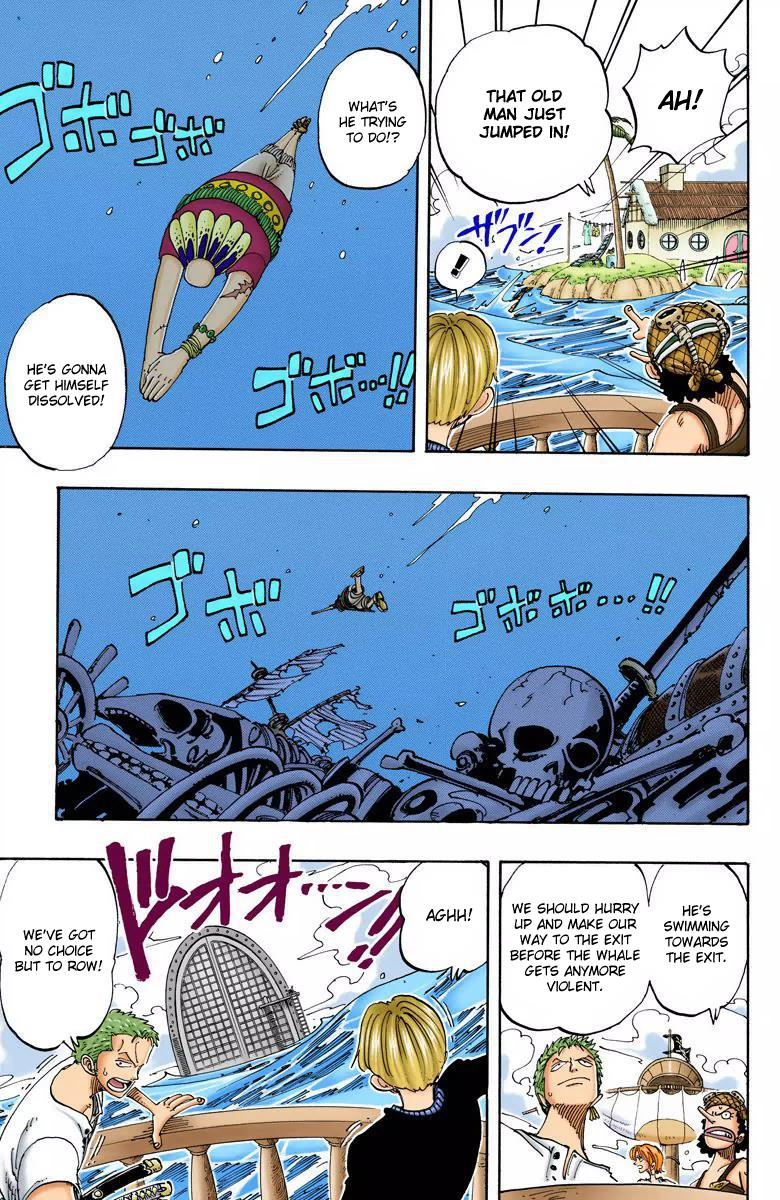 AH!
THAT OLD
MAN JUST
JUMPED IN!
ザブン!
!
WHAT'S
HE TRYING
TO DO!?
ゴボ
ゴボ
HE'S GONNA
GET HIMSELF
DISSOLVED!
ゴボ…!!
ゴボ
ゴボボ…!!
HE'S
SWIMMING
TOWARDS
THE EXIT.
WE SHOULD HURRY
UP AND MAKE OUR
WAY TO THE EXIT
BEFORE THE WHALE
GETS ANYMORE
VIOLENT.
AGHH!
ドオオ…!!
WE'VE GOT
NO CHOICE
BUT TO ROW!